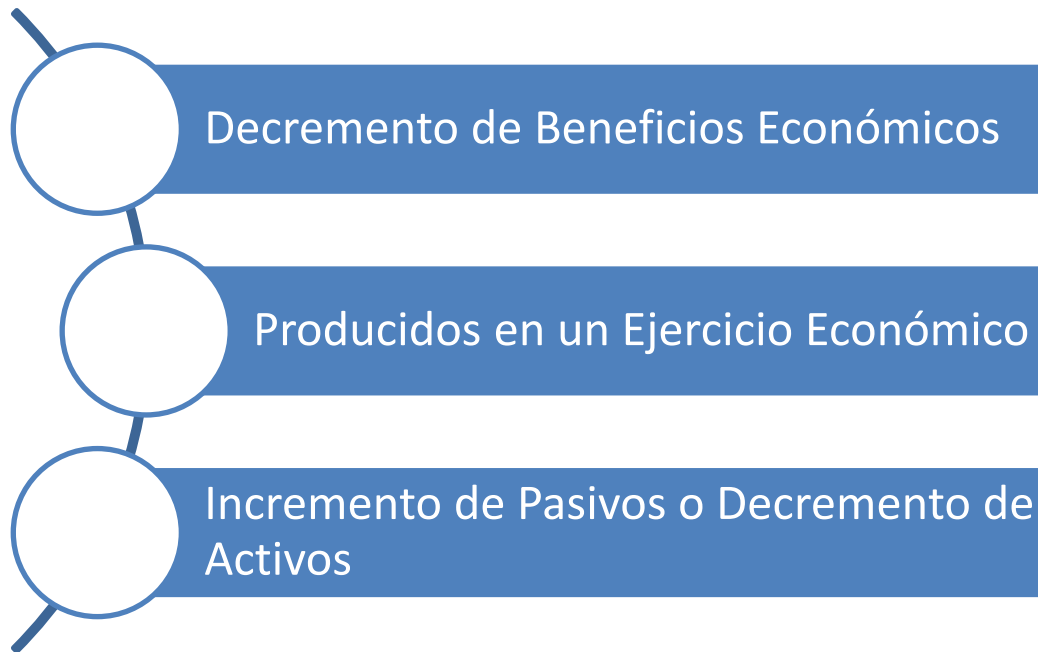 Decremento de Beneficios Económicos
Producidos en un Ejercicio Económico
Incremento de Pasivos o Decremento de
Activos